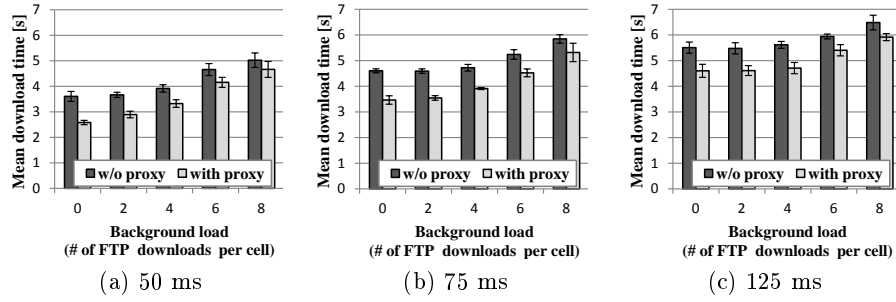 7
6
5
4
3
2
1
0
Mean download time [s]
w/o proxy with proxy
0 2 4 6 8
Background load
(# of FTP downloads per cell)
(a) 50 ms
7
6
5
4
3
2
1
0
Mean download time [s]
w/o proxy with proxy
0 2 4 6 8
Background load
(# of FTP downloads per cell)
(b) 75 ms
7
6
5
4
3
2
1
0
Mean download time [s]
w/o proxy with proxy
0 2 4 6 8
Background load
(# of FTP downloads per cell)
(c) 125 ms